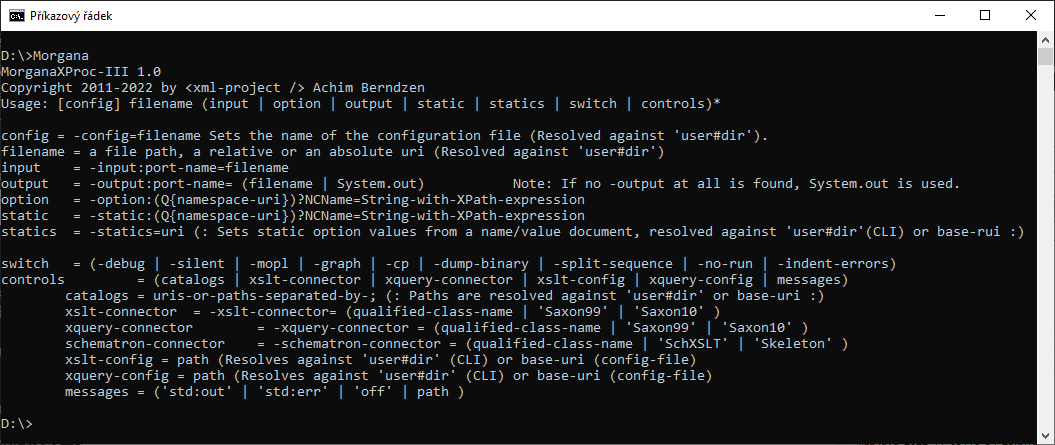 Příkazový řádek
D:\>Morgana
MorganaXProc-III 1.0
Copyright 2011-2022 by <xml-project /> Achim Berndzen
Usage: [config] filename (input | option | output | static | statics | switch | controls)*
config = -config=filename Sets the name of the configuration file (Resolved against 'user#dir').
filename = a file path, a relative or an absolute uri (Resolved against 'user#dir')
input    = -input:port-name=filename
output   = -output:port-name= (filename | System.out)           Note: If no -output at all is found, System.out is used.
option   = -option:(Q{namespace-uri})?NCName=String-with-XPath-expression
static   = -static:(Q{namespace-uri})?NCName=String-with-XPath-expression
statics  = -statics=uri (: Sets static option values from a name/value document, resolved against 'user#dir'(CLI) or base-rui :)
switch   = (-debug | -silent | -mopl | -graph | -cp | -dump-binary | -split-sequence | -no-run | -indent-errors)
controls         = (catalogs | xslt-connector | xquery-connector | xslt-config | xquery-config | messages)
        catalogs = uris-or-paths-separated-by-; (: Paths are resolved against 'user#dir' or base-uri :)
        xslt-connector  = -xslt-connector= (qualified-class-name | 'Saxon99' | 'Saxon10' )
        xquery-connector        = -xquery-connector = (qualified-class-name | 'Saxon99' | 'Saxon10' )
        schematron-connector    = -schematron-connector = (qualified-class-name | 'SchXSLT' | 'Skeleton' )
        xslt-config = path (Resolves against 'user#dir' (CLI) or base-uri (config-file)
        xquery-config = path (Resolves against 'user#dir' (CLI) or base-uri (config-file)
        messages = ('std:out' | 'std:err' | 'off' | path )
D:\>